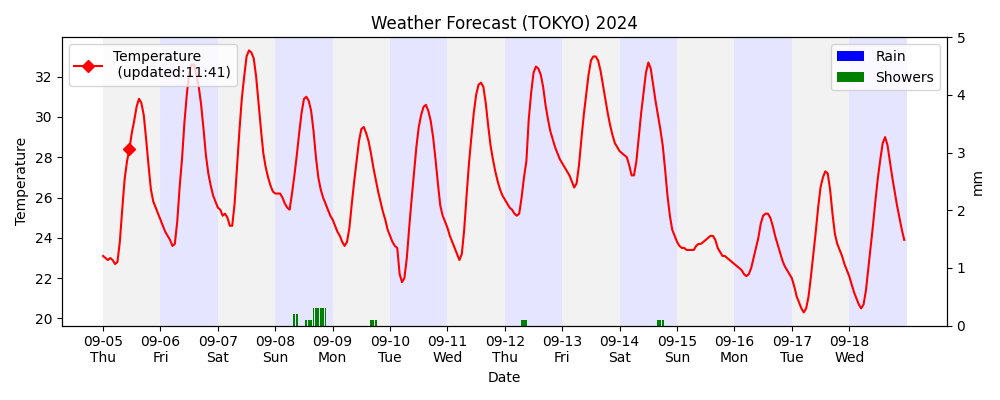 Weather Forecast (TOKYO) 2024
Temperature
(updated:11:41)
Rain
Showers
Temperature
32
30
28
26
24
22
20
5
4
3
2
1
0
mm
09-05 09-06 09-07 09-08 09-09 09-10 09-11 09-12 09-13 09-14 09-15 09-16 09-17 09-18
Thu Fri Sat Sun Mon Tue Wed Thu Fri Sat Sun Mon Tue Wed
Date